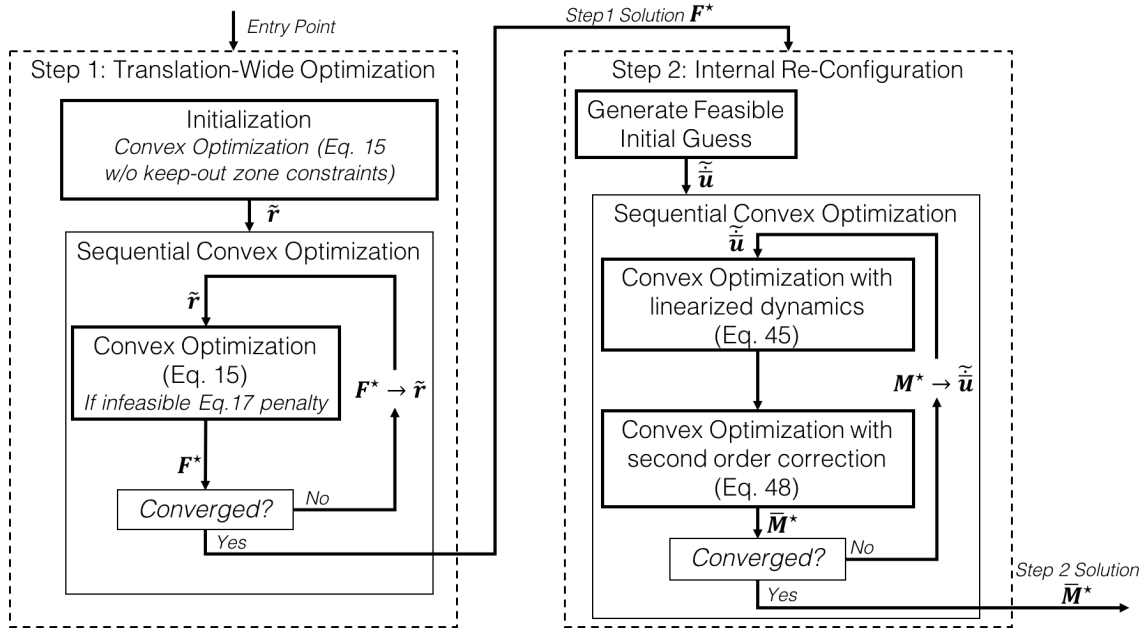 Entry Point
Step 1: Translation-Wide Optimization
Initialization
Convex Optimization (Eq. 15
w/o keep-out zone constraints)
r̃
Sequential Convex Optimization
r̃
Convex Optimization
(Eq. 15)
If infeasible Eq.17 penalty
F⋆ → r̃
F⋆
Converged?
No
Yes
Step1 Solution F⋆
Step 2: Internal Re-Configuration
Generate Feasible
Initial Guess
ũ̇̄
Sequential Convex Optimization
ũ̇̄
Convex Optimization with
linearized dynamics
(Eq. 45)
M⋆ → ũ̇̄
Convex Optimization with
second order correction
(Eq. 48)
M̄⋆
Converged?
No
Yes
Step 2 Solution
M̄⋆